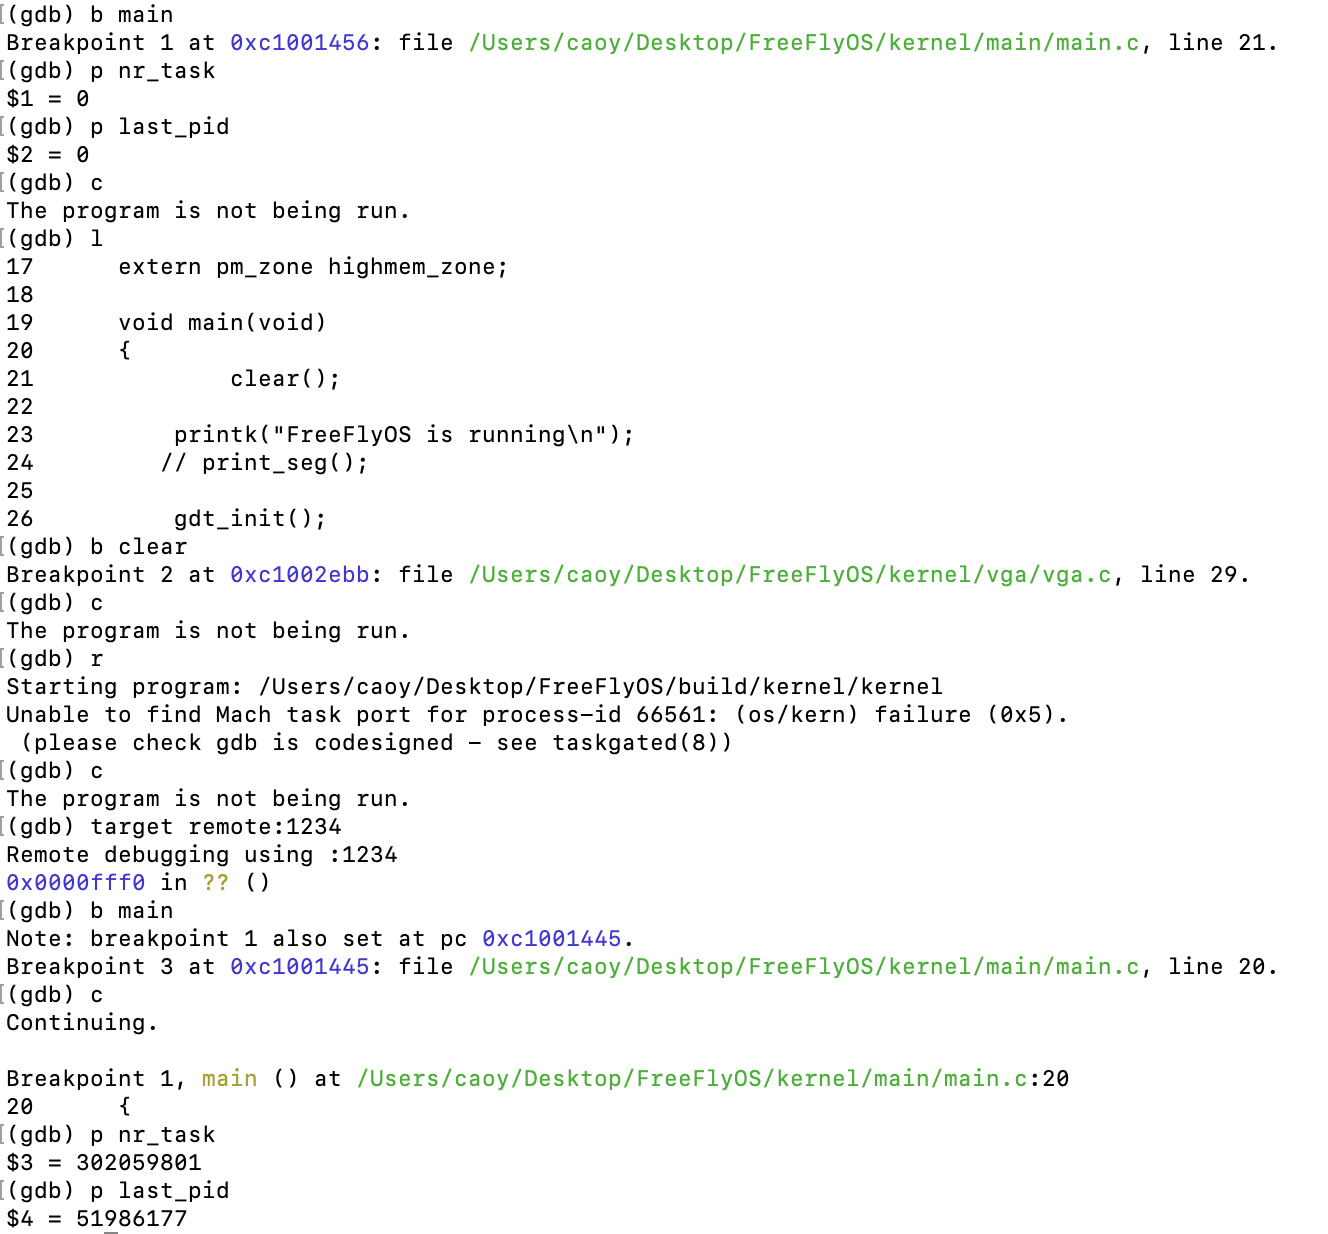 [(gdb) b main
Breakpoint 1 at 0xc1001456: file /Users/caoy/Desktop/FreeFlyOS/kernel/main/main.c, line 21.
[(gdb) p nr_task
$1 = 0
[(gdb) p last_pid
$2 = 0
[(gdb) c
The program is not being run.
[(gdb) l
17      extern pm_zone highmem_zone;
18
19      void main(void)
20      {
21              clear();
22
23          printk("FreeFlyOS is running\n");
24         // print_seg();
25
26          gdt_init();
[(gdb) b clear
Breakpoint 2 at 0xc1002ebb: file /Users/caoy/Desktop/FreeFlyOS/kernel/vga/vga.c, line 29.
[(gdb) c
The program is not being run.
[(gdb) r
Starting program: /Users/caoy/Desktop/FreeFlyOS/build/kernel/kernel
Unable to find Mach task port for process-id 66561: (os/kern) failure (0x5).
 (please check gdb is codesigned - see taskgated(8))
[(gdb) c
The program is not being run.
[(gdb) target remote:1234
Remote debugging using :1234
0x0000fff0 in ?? ()
[(gdb) b main
Note: breakpoint 1 also set at pc 0xc1001445.
Breakpoint 3 at 0xc1001445: file /Users/caoy/Desktop/FreeFlyOS/kernel/main/main.c, line 20.
[(gdb) c
Continuing.

Breakpoint 1, main () at /Users/caoy/Desktop/FreeFlyOS/kernel/main/main.c:20
20      {
[(gdb) p nr_task
$3 = 302059801
[(gdb) p last_pid
$4 = 51986177